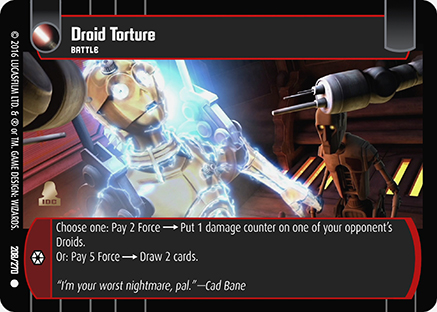 Droid Torture
BATTLE
© 2016 LUCASFILM LTD. & ® or TM. GAME DESIGN: WIZARDS.
208/270
100
Choose one: Pay 2 Force → Put 1 damage counter on one of your opponent's
Droids.
Or: Pay 5 Force → Draw 2 cards.
"I'm your worst nightmare, pal." —Cad Bane